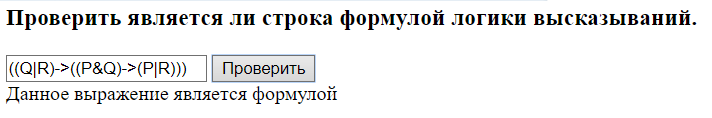 Проверить является ли строка формулой логики высказываний.
((Q|R)->((P&Q)->(P|R))) Проверить
Данное выражение является формулой